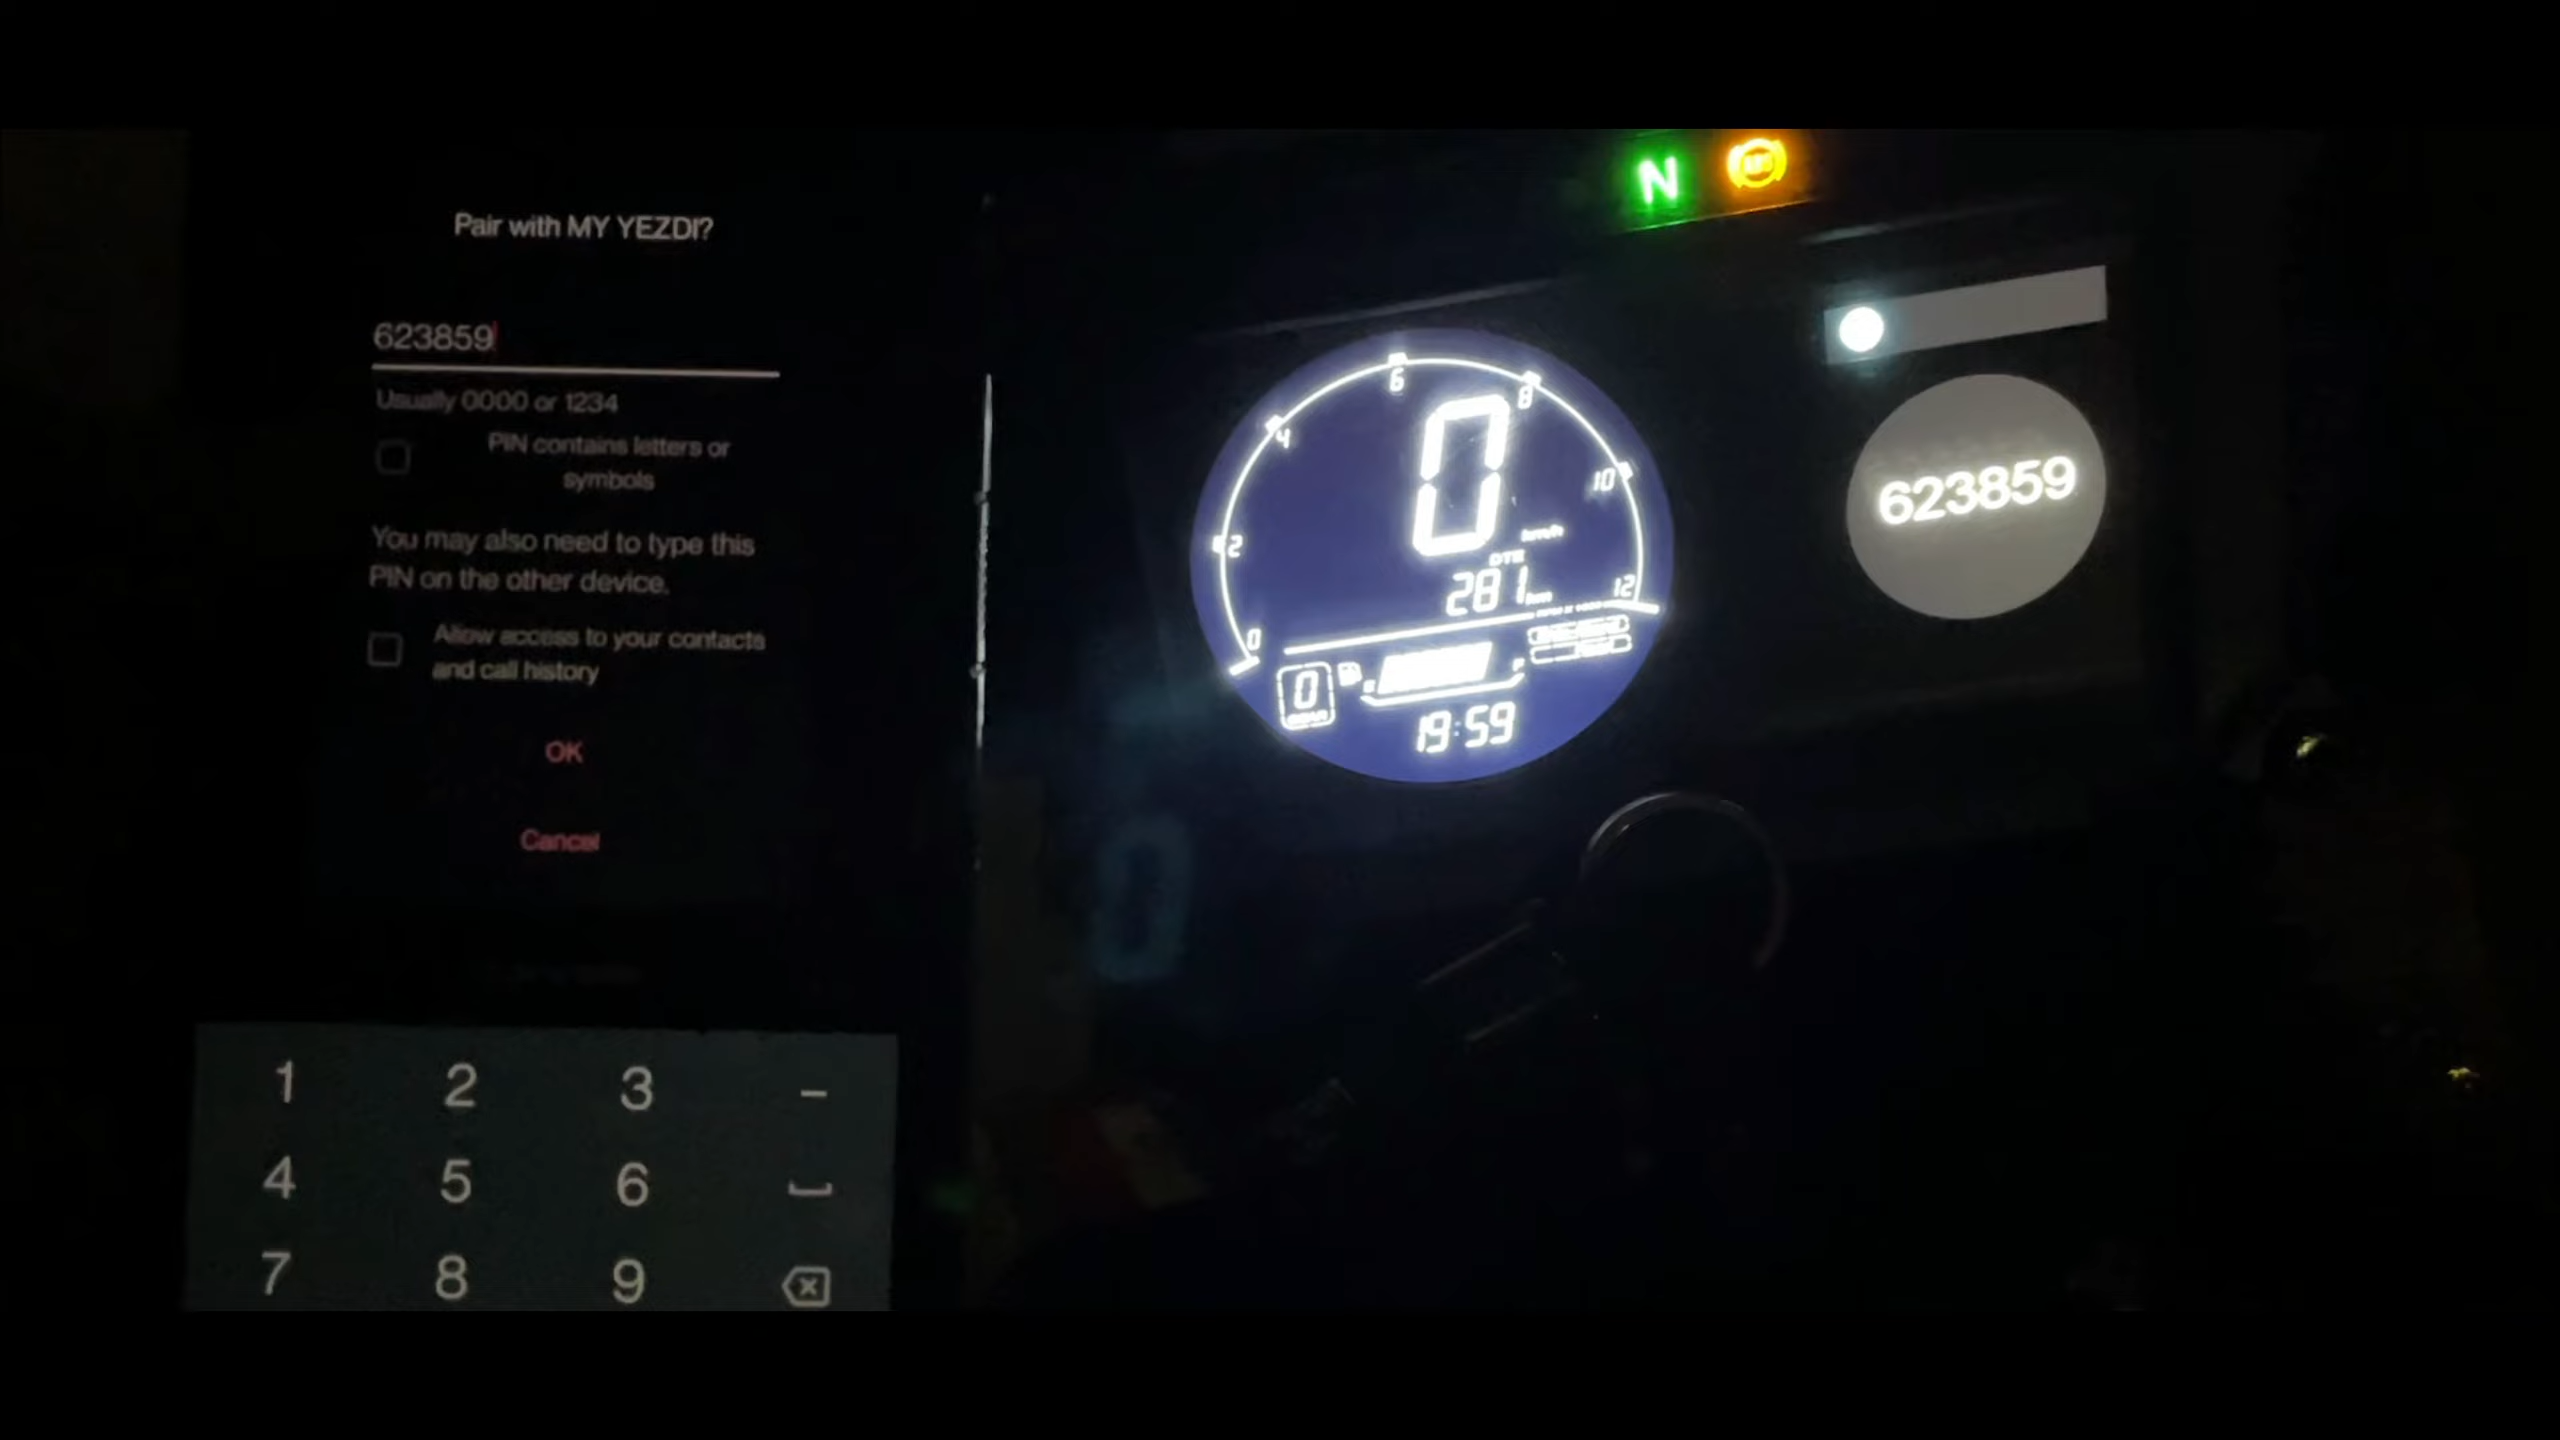 Pair with MY YEZDI?
623859
Usually 0000 or 1234
PIN contains letters or
symbols
You may also need to type this
PIN on the other device.
Allow access to your contacts
and call history
OK
Cancel
1 2 3 –
4 5 6
7 8 9
N
ABS
0 2 4 6 8 10 12
0
km/h
DTE
281 km
0
19:59
623859